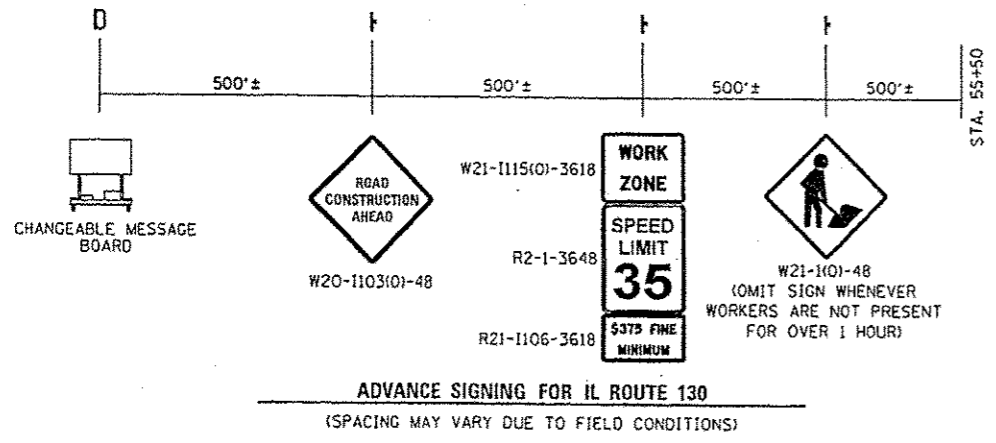 D
500'±
500'±
500'±
500'±
STA. 55+50
CHANGEABLE MESSAGE
BOARD
ROAD
CONSTRUCTION
AHEAD
W20-I103(O)-48
W21-I115(O)-3618
WORK
ZONE
R2-1-3648
SPEED
LIMIT
35
R21-I106-3618
$375 FINE
MINIMUM
W21-1(O)-48
(OMIT SIGN WHENEVER
WORKERS ARE NOT PRESENT
FOR OVER 1 HOUR)
ADVANCE SIGNING FOR IL ROUTE 130
(SPACING MAY VARY DUE TO FIELD CONDITIONS)